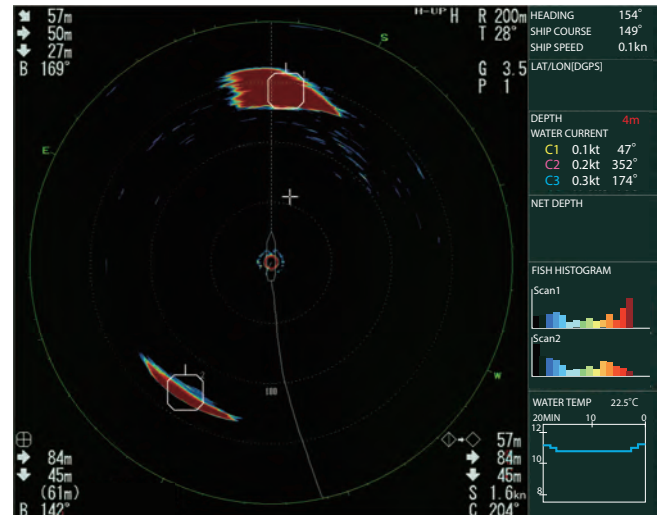 57m
50m
27m
B 169°
H-UP H R 200m
T 28°
G 3.5
P 1
S
E
W
1
2
100
84m
45m
(61m)
B 142°
57m
84m
45m
S 1.6kn
C 204°
HEADING 154°
SHIP COURSE 149°
SHIP SPEED 0.1kn
LAT/LON[DGPS]
DEPTH 4m
WATER CURRENT
C1 0.1kt 47°
C2 0.2kt 352°
C3 0.3kt 174°
NET DEPTH
FISH HISTOGRAM
Scan1
Scan2
WATER TEMP 22.5°C
20MIN 10 0
12
10
8